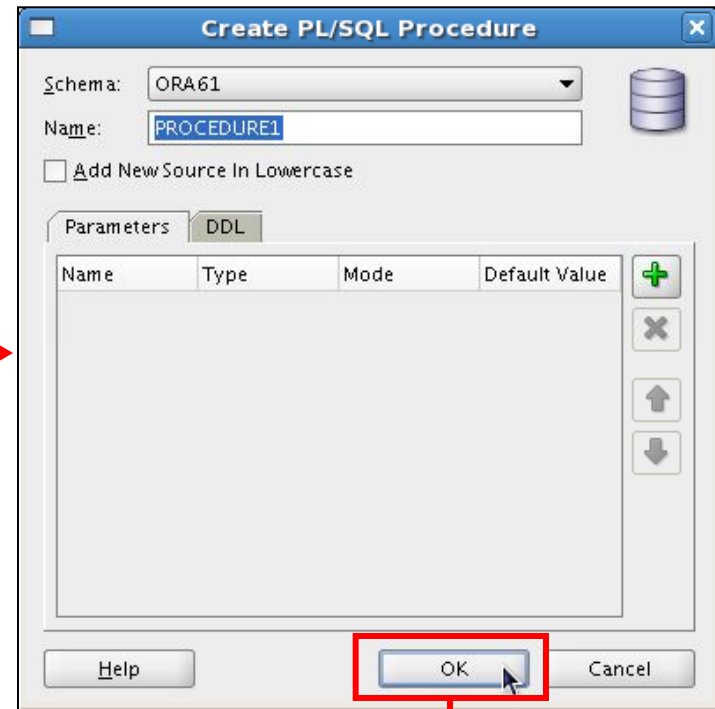 Create PL/SQL Procedure
Schema: ORA61
Name: PROCEDURE1
Add New Source In Lowercase
Parameters DDL
Name Type Mode Default Value
Help OK Cancel